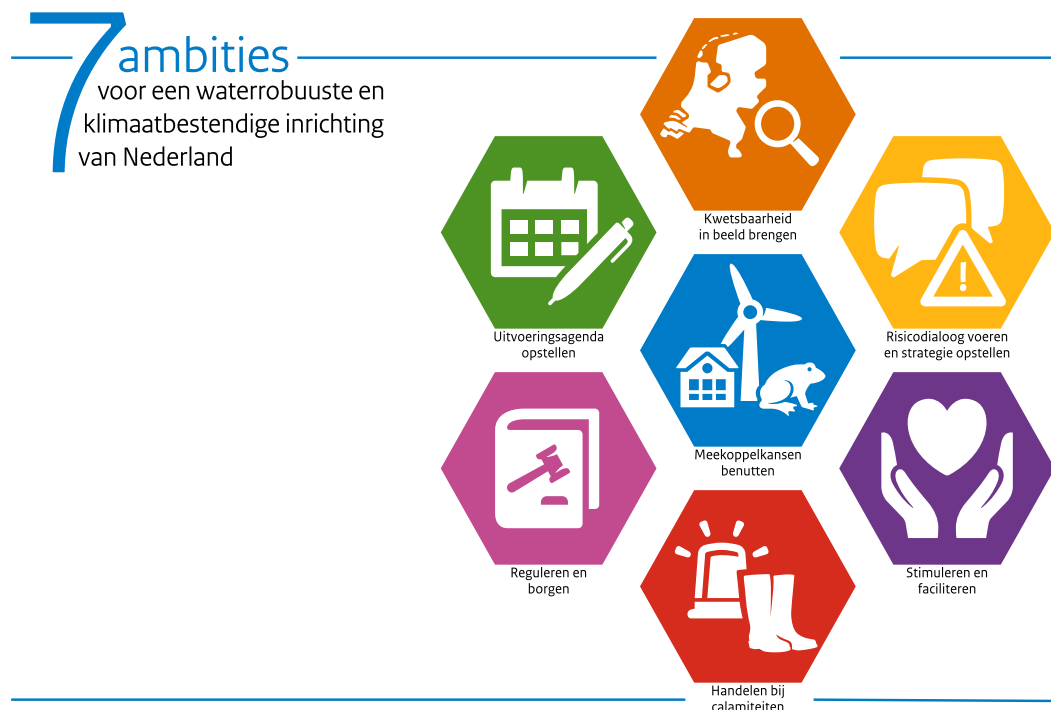 7 ambities
voor een waterrobuuste en
klimaatbestendige inrichting
van Nederland
Kwetsbaarheid
in beeld brengen
Uitvoeringsagenda
opstellen
Risicodialoog voeren
en strategie opstellen
Meekoppelkansen
benutten
Reguleren en
borgen
Stimuleren en
faciliteren
Handelen bij
calamiteiten